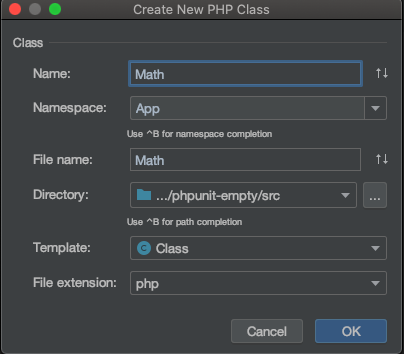 Create New PHP Class
Class
Name: Math
Namespace: App
Use ^B for namespace completion
File name: Math
Directory: .../phpunit-empty/src ...
Use ^B for path completion
Template: C Class
File extension: php
Cancel OK